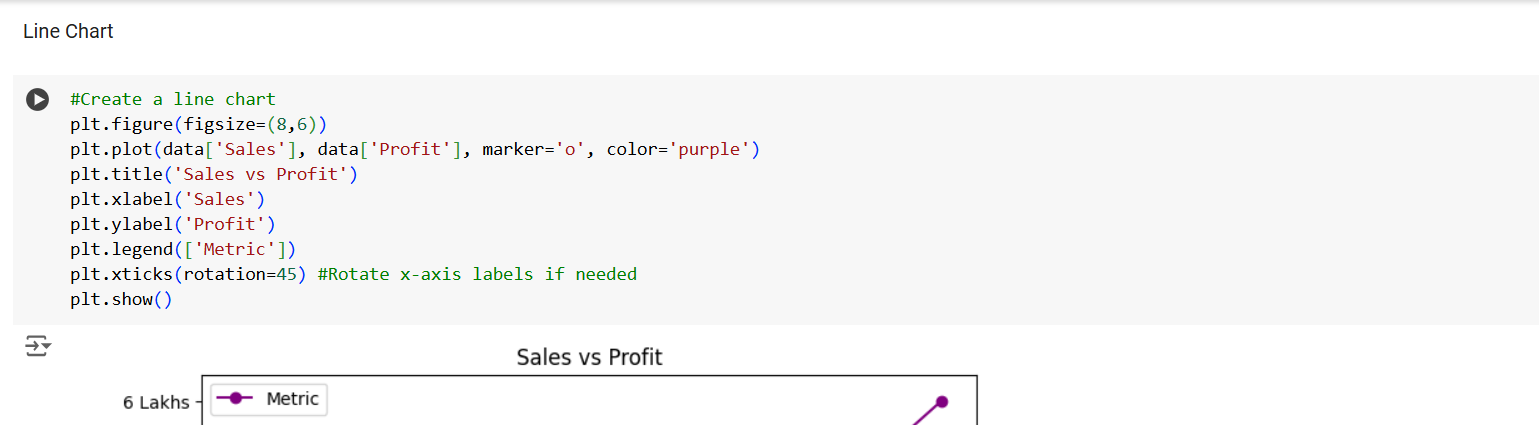 Line Chart
#Create a line chart
plt.figure(figsize=(8,6))
plt.plot(data['Sales'], data['Profit'], marker='o', color='purple')
plt.title('Sales vs Profit')
plt.xlabel('Sales')
plt.ylabel('Profit')
plt.legend(['Metric'])
plt.xticks(rotation=45) #Rotate x-axis labels if needed
plt.show()
Sales vs Profit
6 Lakhs
Metric